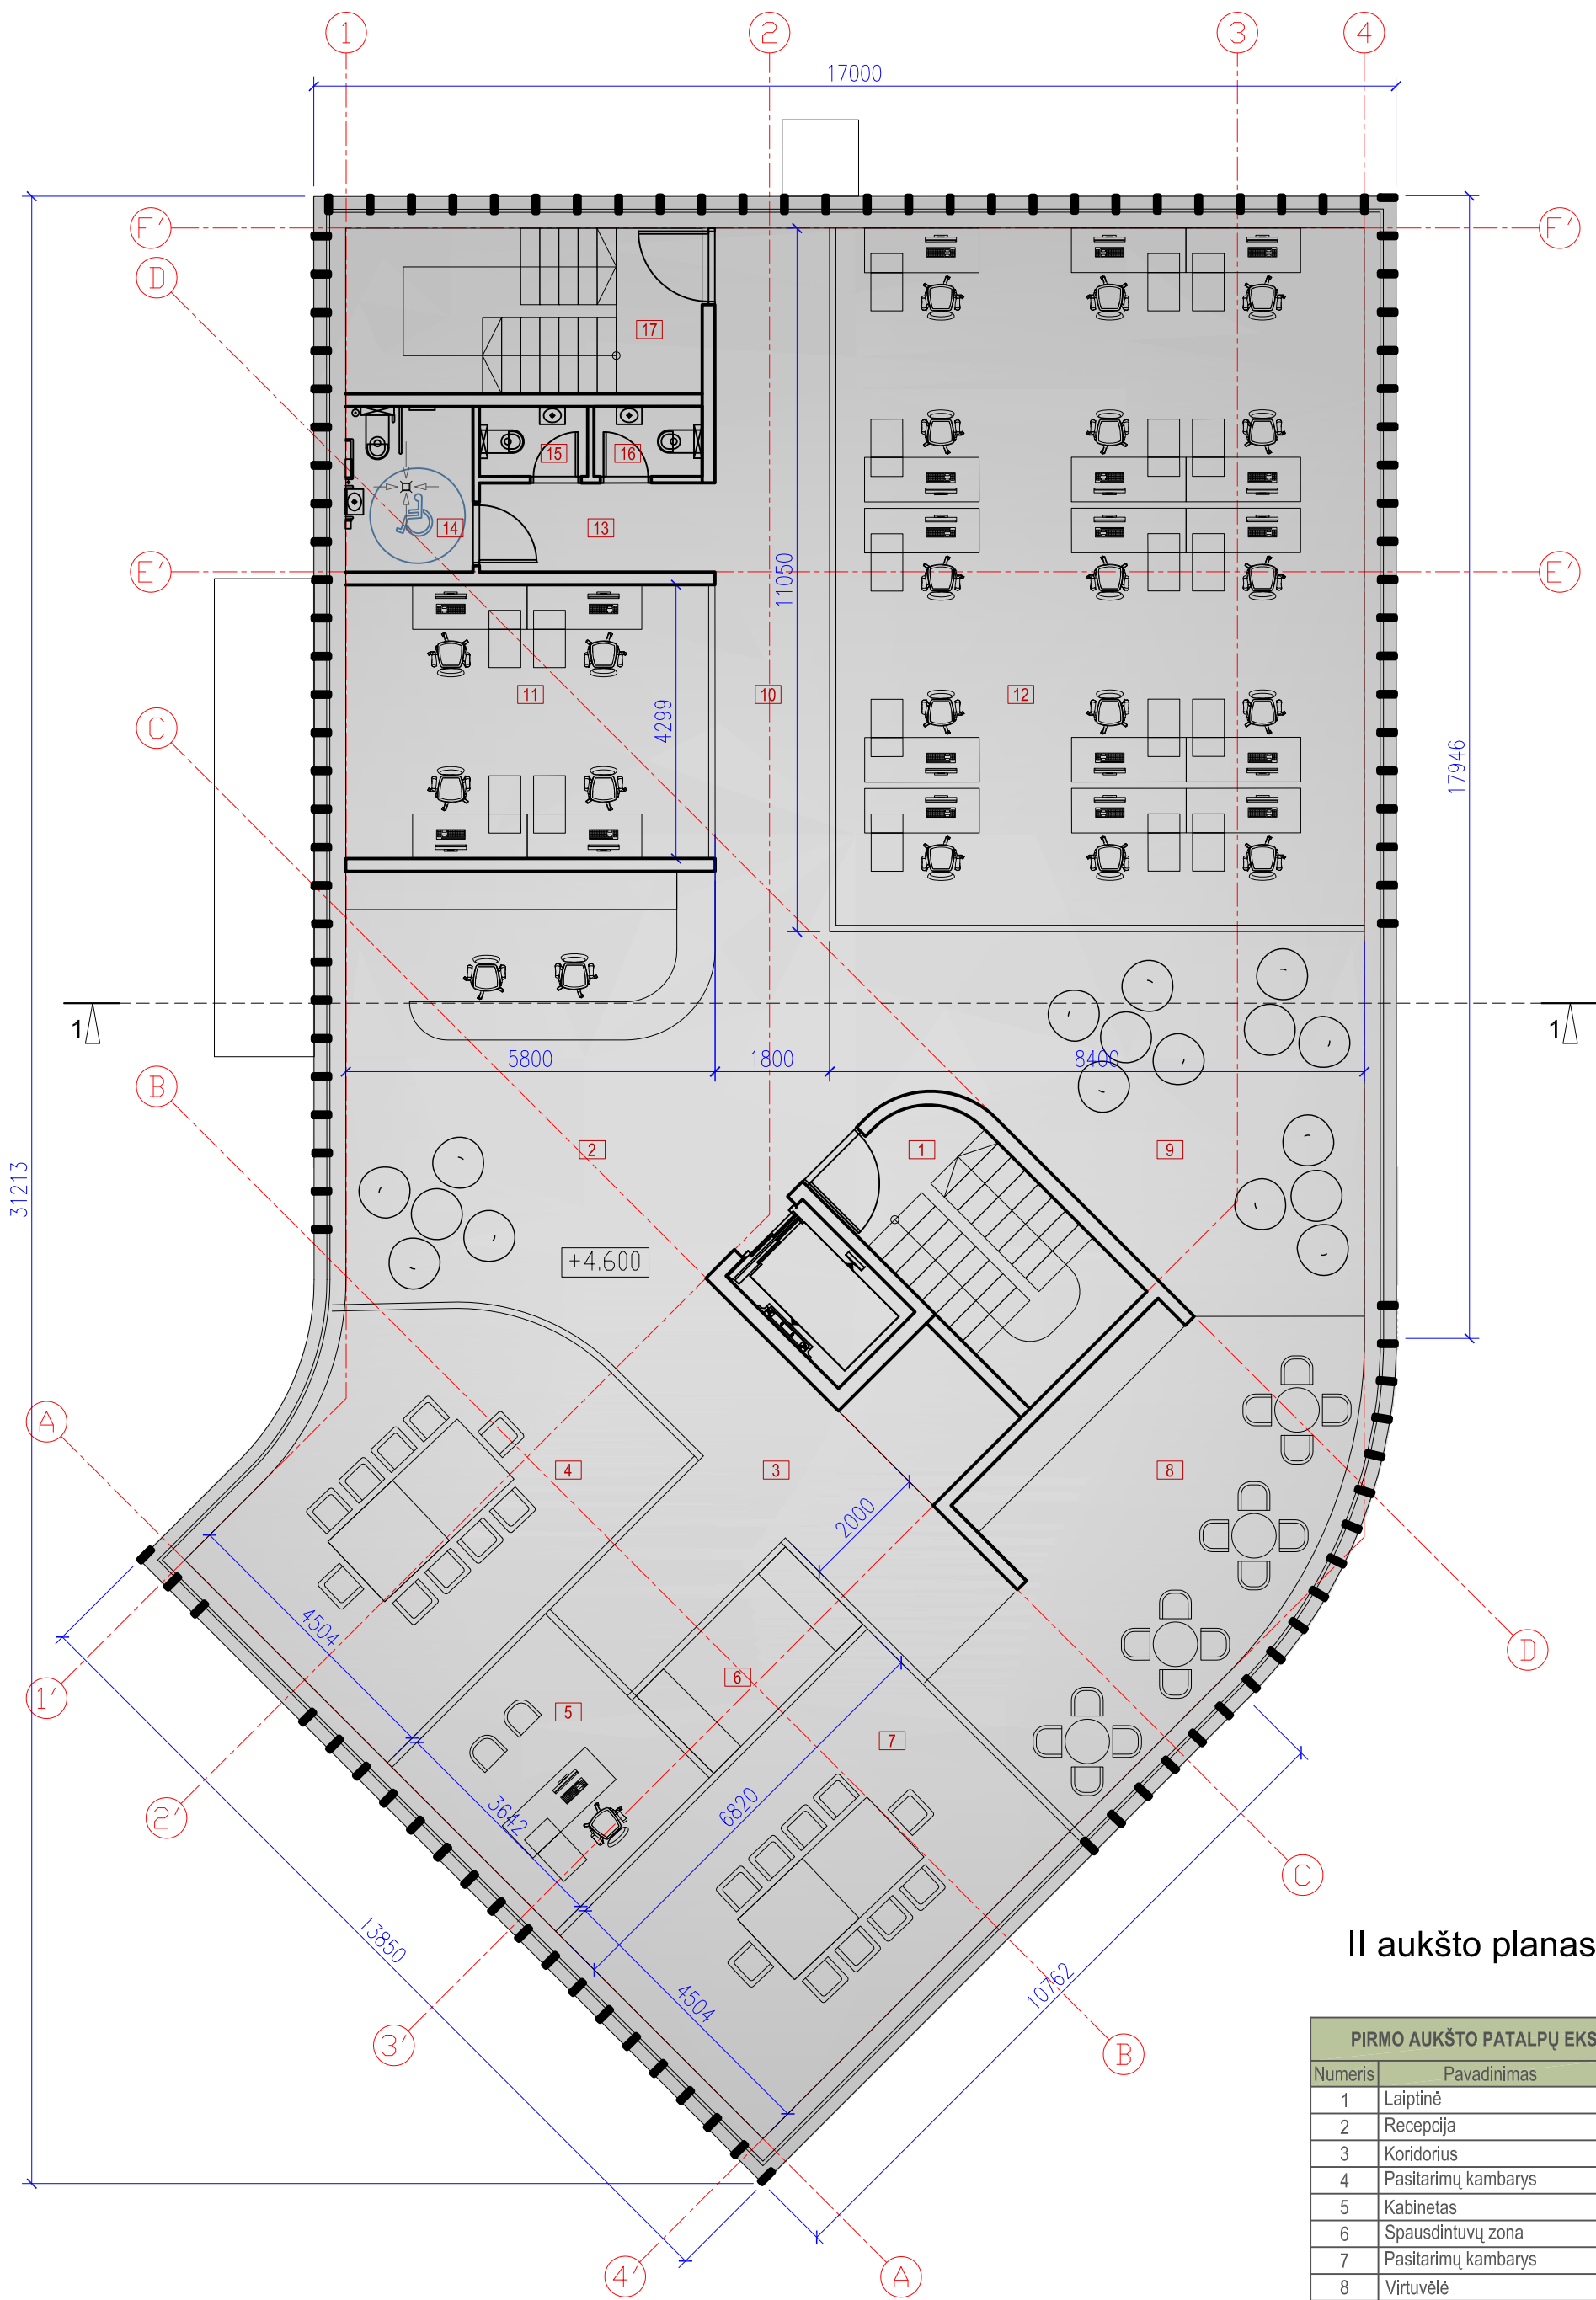 1 2 3 4
17000
F' F'
D
17
15 16
14 13
E' E'
11050
11 10 12
4299
C
17946
1 1
5800 1800 8400
B
2 1 9
31213
+4.600
A
4 3 8
2000
4504
D
1'
6
5 7
2'
3642 6820
C
13850
II aukšto planas
4504 10762
3' B
PIRMO AUKŠTO PATALPŲ EKS
Numeris Pavadinimas
1 Laiptinė
2 Recepcija
3 Koridorius
4 Pasitarimų kambarys
5 Kabinetas
6 Spausdintuvų zona
7 Pasitarimų kambarys
8 Virtuvėlė
4' A